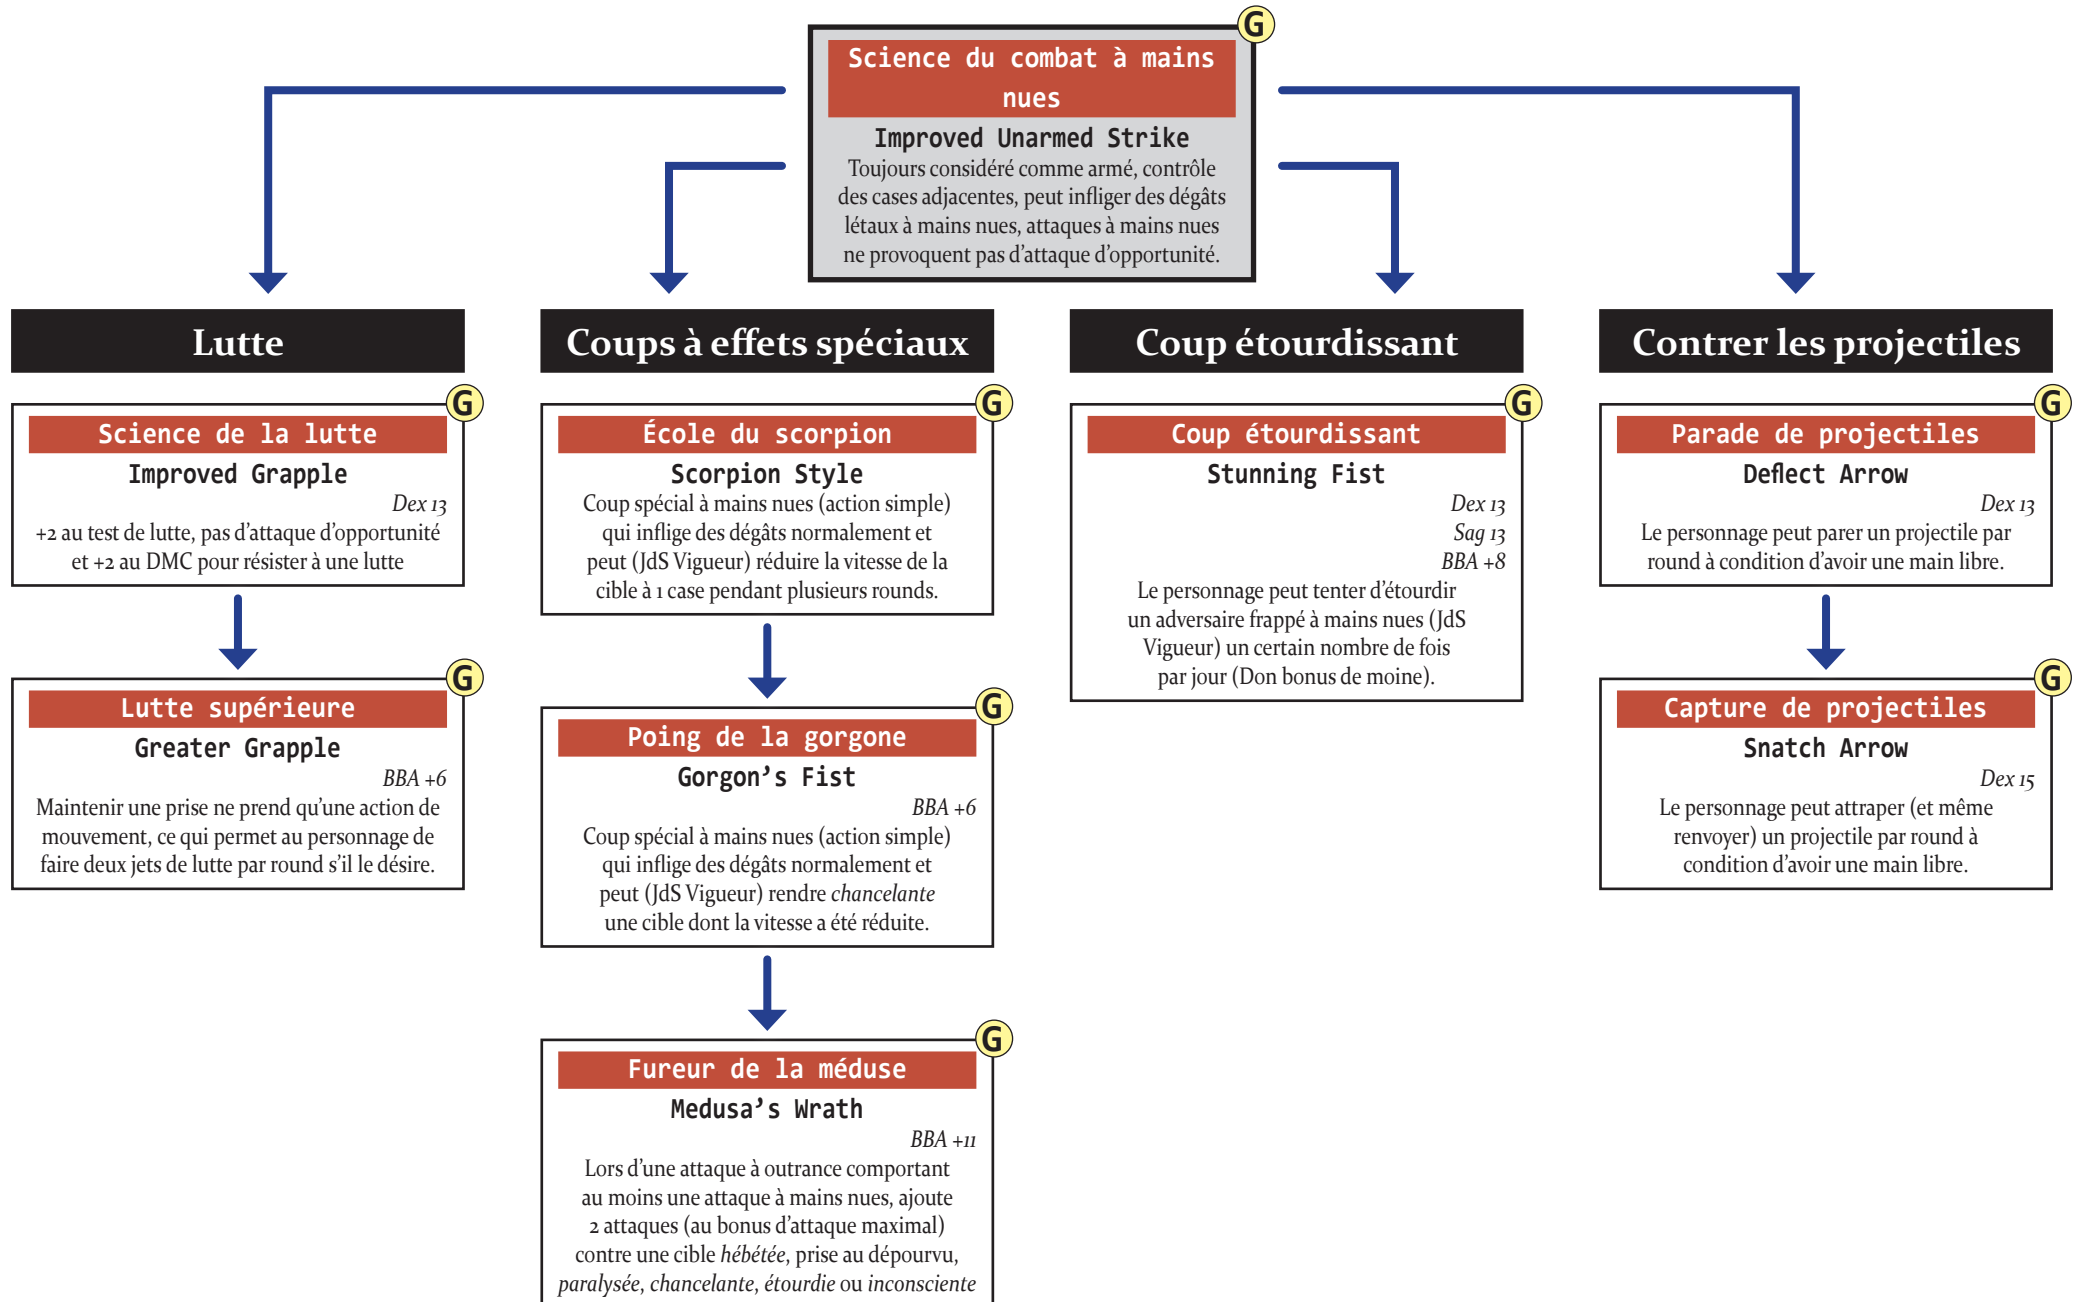 G
Science du combat à mains
nues
Improved Unarmed Strike
Toujours considéré comme armé, contrôle
des cases adjacentes, peut infliger des dégâts
létaux à mains nues, attaques à mains nues
ne provoquent pas d'attaque d'opportunité.
Lutte
G
Science de la lutte
Improved Grapple
Dex 13
+2 au test de lutte, pas d'attaque d'opportunité
et +2 au DMC pour résister à une lutte
G
Lutte supérieure
Greater Grapple
BBA +6
Maintenir une prise ne prend qu'une action de
mouvement, ce qui permet au personnage de
faire deux jets de lutte par round s'il le désire.
Coups à effets spéciaux
G
École du scorpion
Scorpion Style
Coup spécial à mains nues (action simple)
qui inflige des dégâts normalement et
peut (JdS Vigueur) réduire la vitesse de la
cible à 1 case pendant plusieurs rounds.
G
Poing de la gorgone
Gorgon's Fist
BBA +6
Coup spécial à mains nues (action simple)
qui inflige des dégâts normalement et
peut (JdS Vigueur) rendre chancelante
une cible dont la vitesse a été réduite.
G
Fureur de la méduse
Medusa's Wrath
BBA +11
Lors d'une attaque à outrance comportant
au moins une attaque à mains nues, ajoute
2 attaques (au bonus d'attaque maximal)
contre une cible hébétée, prise au dépourvu,
paralysée, chancelante, étourdie ou inconsciente
Coup étourdissant
G
Coup étourdissant
Stunning Fist
Dex 13
Sag 13
BBA +8
Le personnage peut tenter d'étourdir
un adversaire frappé à mains nues (JdS
Vigueur) un certain nombre de fois
par jour (Don bonus de moine).
Contrer les projectiles
G
Parade de projectiles
Deflect Arrow
Dex 13
Le personnage peut parer un projectile par
round à condition d'avoir une main libre.
G
Capture de projectiles
Snatch Arrow
Dex 15
Le personnage peut attraper (et même
renvoyer) un projectile par round à
condition d'avoir une main libre.